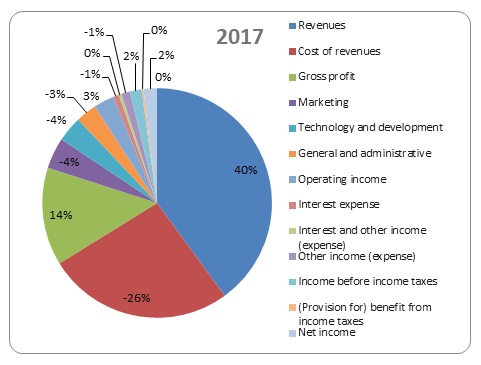 -1%
0%
2017
0%
-1%
2%
2%
-3%
3%
0%
-4%
-4%
40%
14%
-26%
Revenues
Cost of revenues
Gross profit
Marketing
Technology and development
General and administrative
Operating income
Interest expense
Interest and other income
(expense)
Other income (expense)
Income before income taxes
(Provision for) benefit from
income taxes
Net income